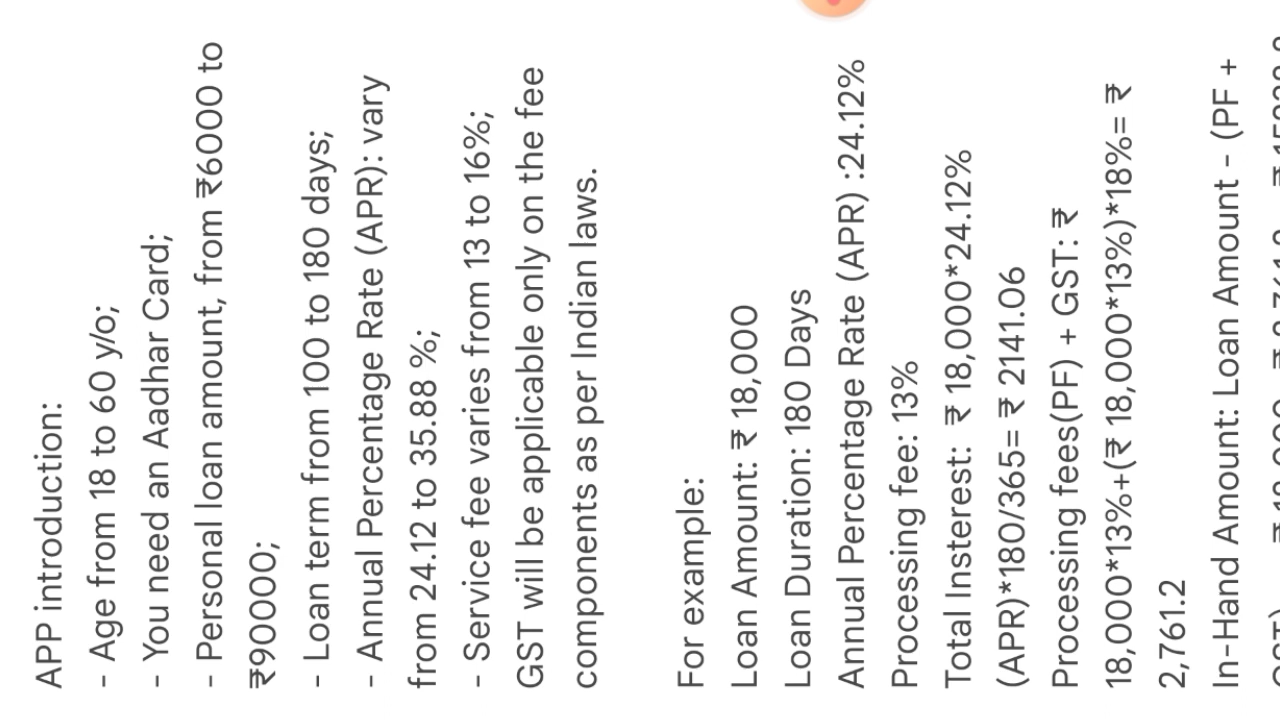 APP introduction:
- Age from 18 to 60 y/o;
- You need an Aadhar Card;
- Personal loan amount, from ₹6000 to
₹90000;
- Loan term from 100 to 180 days;
- Annual Percentage Rate (APR): vary
from 24.12 to 35.88 %;
- Service fee varies from 13 to 16%;
GST will be applicable only on the fee
components as per Indian laws.
For example:
Loan Amount: ₹ 18,000
Loan Duration: 180 Days
Annual Percentage Rate (APR) :24.12%
Processing fee: 13%
Total Insterest: ₹ 18,000*24.12%
(APR)*180/365= ₹ 2141.06
Processing fees(PF) + GST: ₹
18,000*13%+(₹ 18,000*13%)*18%= ₹
2,761.2
In-Hand Amount: Loan Amount - (PF +